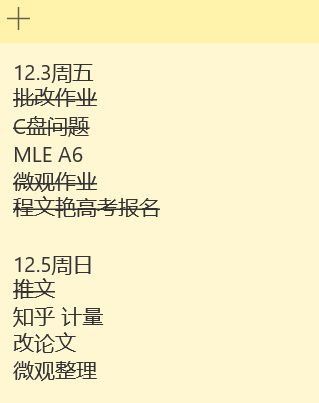 12.3周五
批改作业
C盘问题
MLE A6
微观作业
程文艳高考报名
12.5周日
推文
知乎 计量
改论文
微观整理